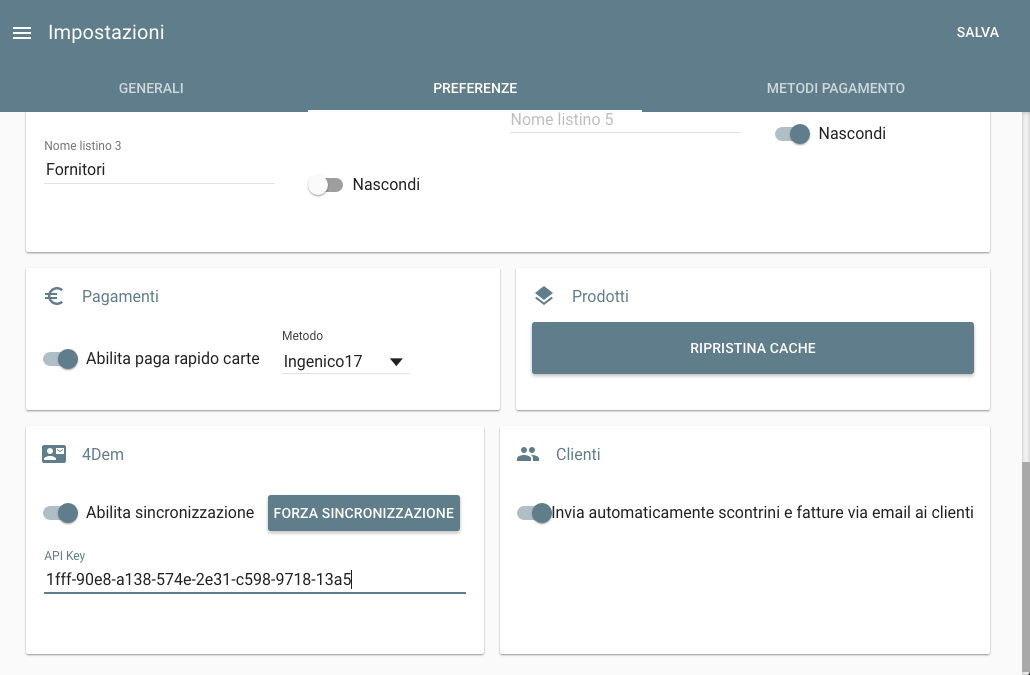 Impostazioni
SALVA
GENERALI
PREFERENZE
METODI PAGAMENTO
Nome listino 5
Nascondi
Nome listino 3
Fornitori
Nascondi
Pagamenti
Abilita paga rapido carte
Metodo
Ingenico17
Prodotti
RIPRISTINA CACHE
4Dem
Abilita sincronizzazione
FORZA SINCRONIZZAZIONE
API Key
1fff-90e8-a138-574e-2e31-c598-9718-13a5
Clienti
Invia automaticamente scontrini e fatture via email ai clienti